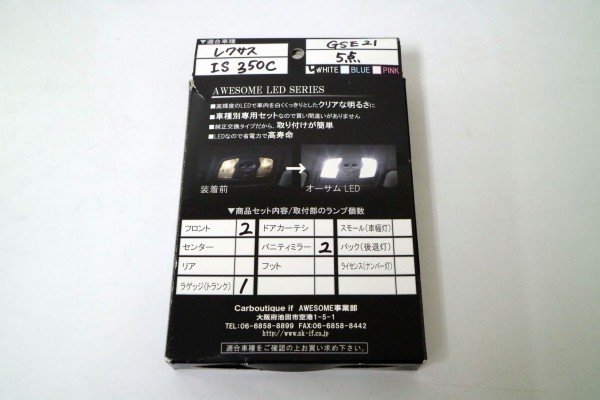 ▼適合車種
レクサス
GSE21
IS 350C
5点
WHITE BLUE PINK
AWESOME LED SERIES
■高輝度のLEDで車内を白くくっきりとしたクリアな明るさに
■車種別専用セットなので買い間違いがありません
■純正交換タイプだから、取り付けが簡単
■LEDなので省電力で高寿命
装着前 → オーサムLED
▼商品セット内容/取付部のランプ個数
フロント 2 ドアカーテシ スモール(車幅灯)
センター バニティミラー 2 バック(後退灯)
リア フット ライセンス(ナンバー灯)
ラゲッジ(トランク) 1
Carboutique if AWESOME事業部
大阪府池田市空港1-5-1
TEL:06-6858-8899 FAX:06-6858-8442
http://www.sk-if.co.jp
適合車種をご確認の上お買い求め下さい。